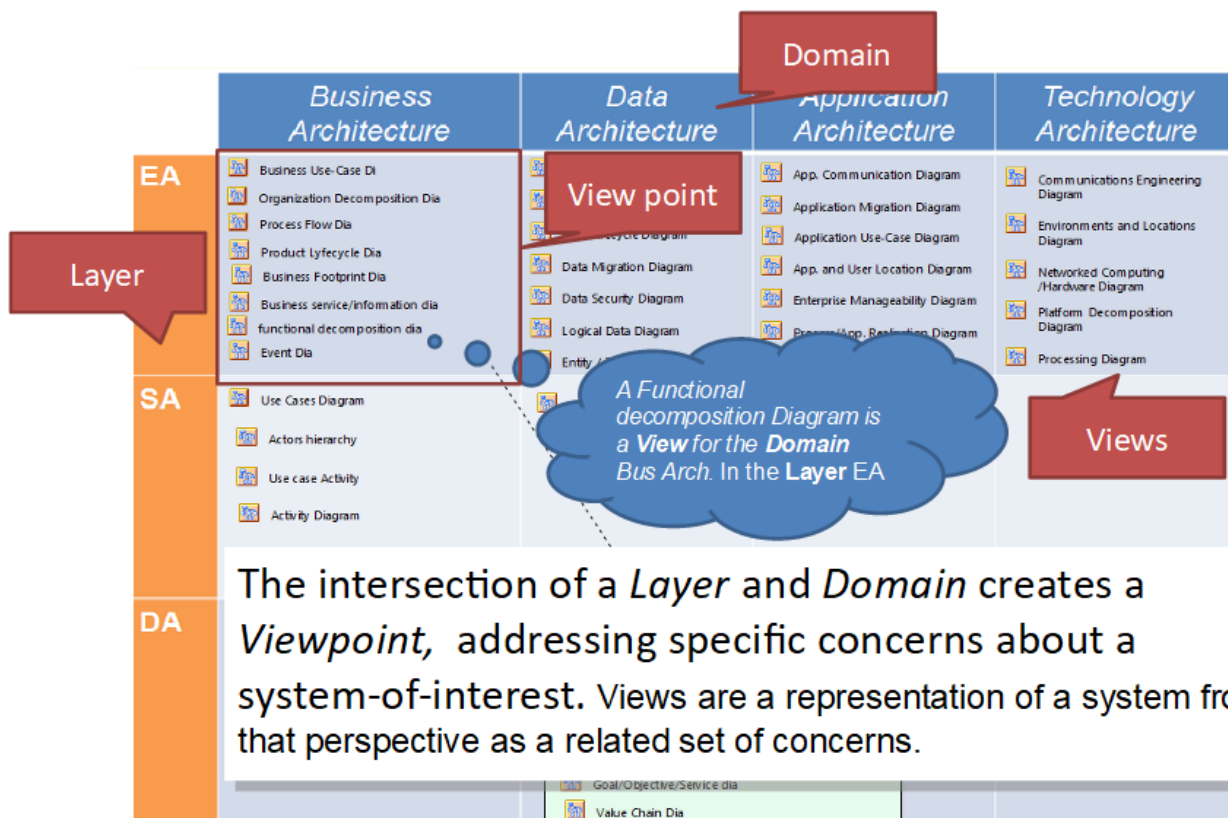 Domain
Business
Architecture
Data
Architecture
Application
Architecture
Technology
Architecture
EA
Business Use-Case Di
Organization Decomposition Dia
Process Flow Dia
Product Lyfecycle Dia
Business Footprint Dia
Business service/information dia
functional decomposition dia
Event Dia
View point
Diagram
Data Migration Diagram
Data Security Diagram
Logical Data Diagram
Entity /
App. Communication Diagram
Application Migration Diagram
Application Use-Case Diagram
App. and User Location Diagram
Enterprise Manageability Diagram
Realization Diagram
Communications Engineering
Diagram
Environments and Locations
Diagram
Networked Computing
/Hardware Diagram
Platform Decomposition
Diagram
Processing Diagram
Layer
SA
Use Cases Diagram
Actors hierarchy
Use case Activity
Activity Diagram
A Functional
decomposition Diagram is
a View for the Domain
Bus Arch. In the Layer EA
Views
DA
The intersection of a Layer and Domain creates a
Viewpoint, addressing specific concerns about a
system-of-interest. Views are a representation of a system
that perspective as a related set of concerns.
Goal/Objective/Service dia
Value Chain Dia